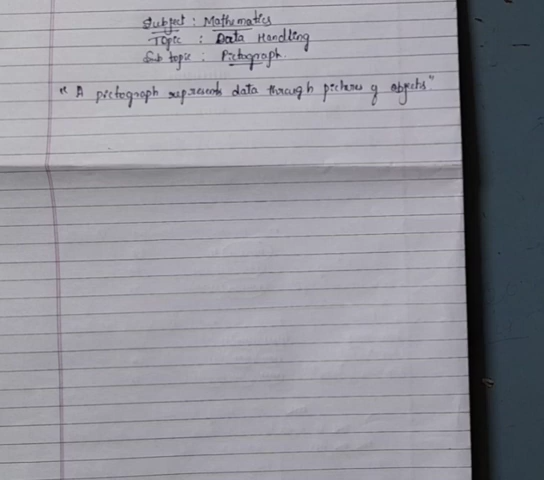 Subject : Mathematics
Topic : Data Handling
Sub topic : Pictograph.
"A pictograph represents data through pictures of objects"